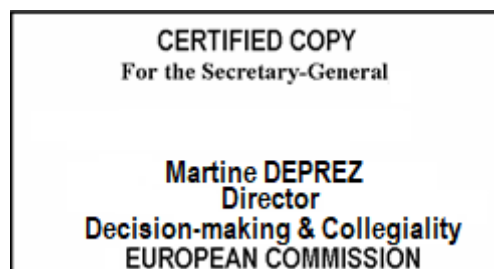 CERTIFIED COPY
For the Secretary-General
Martine DEPREZ
Director
Decision-making & Collegiality
EUROPEAN COMMISSION